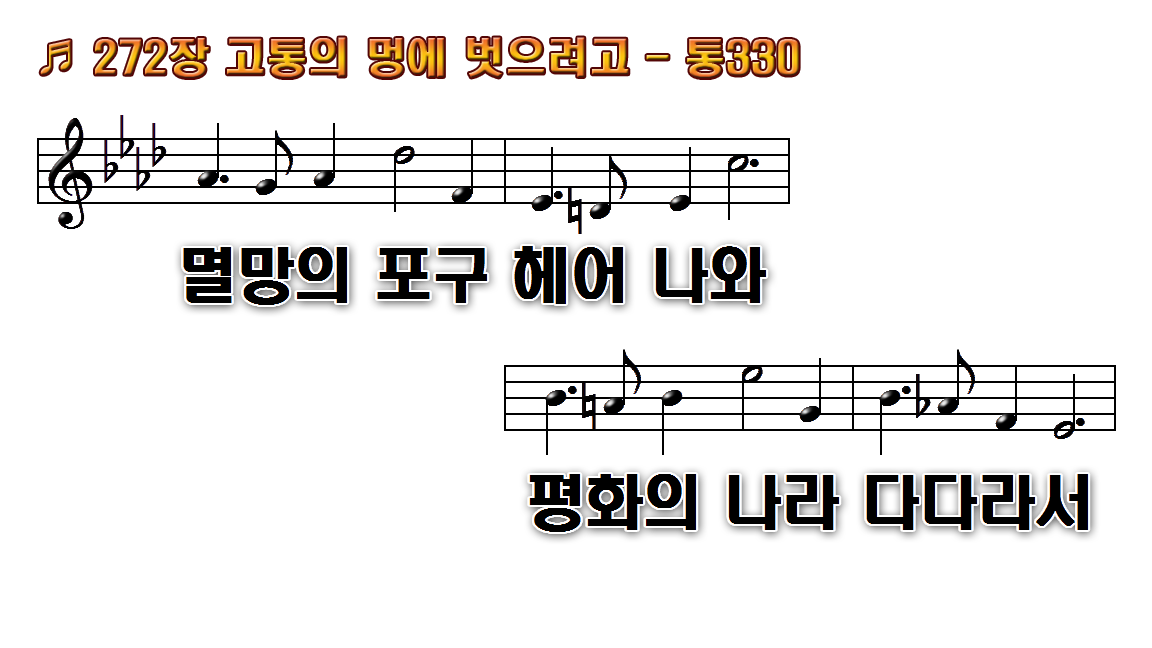 ♬ 272장 고통의 멍에 벗으려고 - 통330
멸망의 포구 헤어 나와
평화의 나라 다다라서